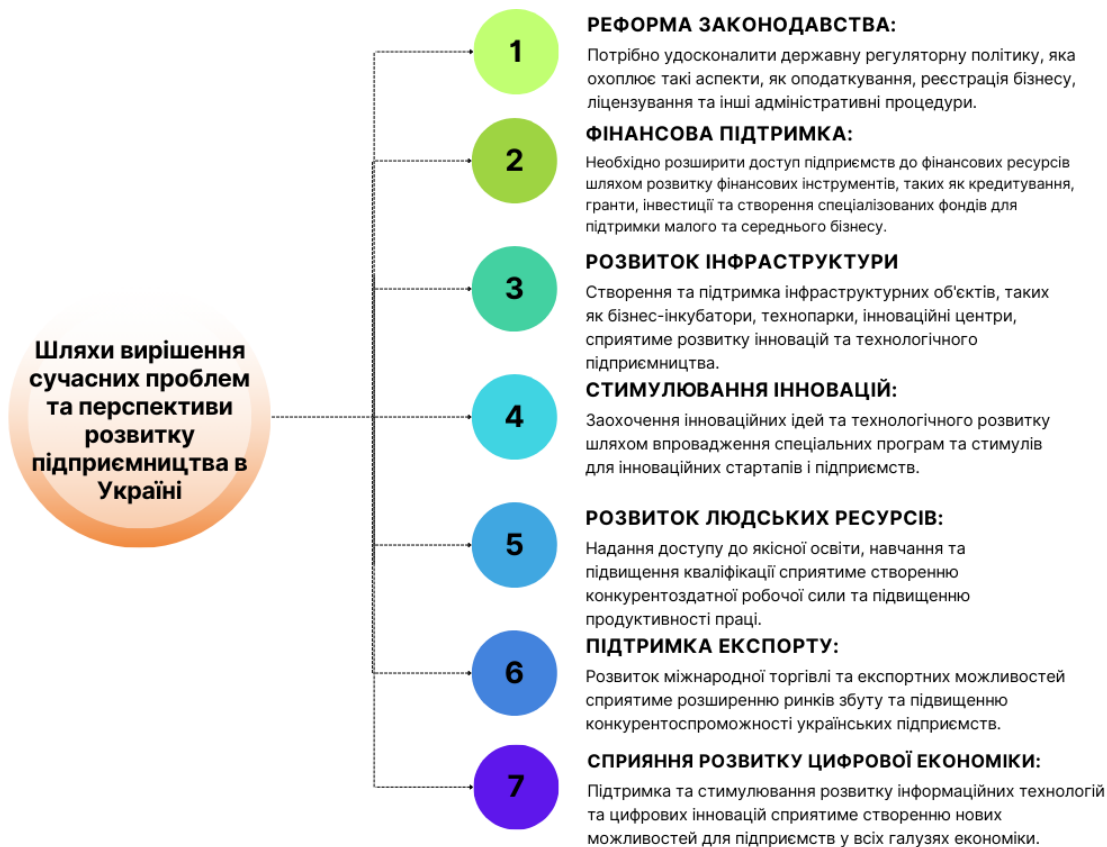 Шляхи вирішення
сучасних проблем
та перспективи
розвитку
підприємництва в
Україні
1
РЕФОРМА ЗАКОНОДАВСТВА:
Потрібно удосконалити державну регуляторну політику, яка
охоплює такі аспекти, як оподаткування, реєстрація бізнесу,
ліцензування та інші адміністративні процедури.
2
ФІНАНСОВА ПІДТРИМКА:
Необхідно розширити доступ підприємств до фінансових ресурсів
шляхом розвитку фінансових інструментів, таких як кредитування,
гранти, інвестиції та створення спеціалізованих фондів для
підтримки малого та середнього бізнесу.
3
РОЗВИТОК ІНФРАСТРУКТУРИ
Створення та підтримка інфраструктурних об'єктів, таких
як бізнес-інкубатори, технопарки, інноваційні центри,
сприятиме розвитку інновацій та технологічного
підприємництва.
4
СТИМУЛЮВАННЯ ІННОВАЦІЙ:
Заохочення інноваційних ідей та технологічного розвитку
шляхом впровадження спеціальних програм та стимулів
для інноваційних стартапів і підприємств.
5
РОЗВИТОК ЛЮДСЬКИХ РЕСУРСІВ:
Надання доступу до якісної освіти, навчання та
підвищення кваліфікації сприятиме створенню
конкурентоздатної робочої сили та підвищенню
продуктивності праці.
6
ПІДТРИМКА ЕКСПОРТУ:
Розвиток міжнародної торгівлі та експортних можливостей
сприятиме розширенню ринків збуту та підвищенню
конкурентоспроможності українських підприємств.
7
СПРИЯННЯ РОЗВИТКУ ЦИФРОВОЇ ЕКОНОМІКИ:
Підтримка та стимулювання розвитку інформаційних технологій
та цифрових інновацій сприятиме створенню нових
можливостей для підприємств у всіх галузях економіки.